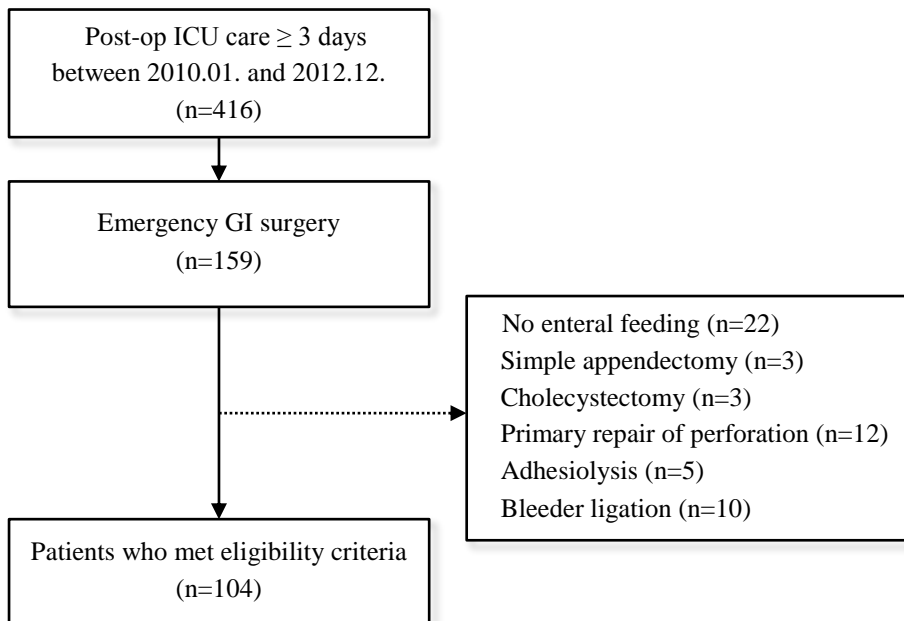 Post-op ICU care ≥ 3 days
between 2010.01. and 2012.12.
(n=416)
Emergency GI surgery
(n=159)
No enteral feeding (n=22)
Simple appendectomy (n=3)
Cholecystectomy (n=3)
Primary repair of perforation (n=12)
Adhesiolysis (n=5)
Bleeder ligation (n=10)
Patients who met eligibility criteria
(n=104)